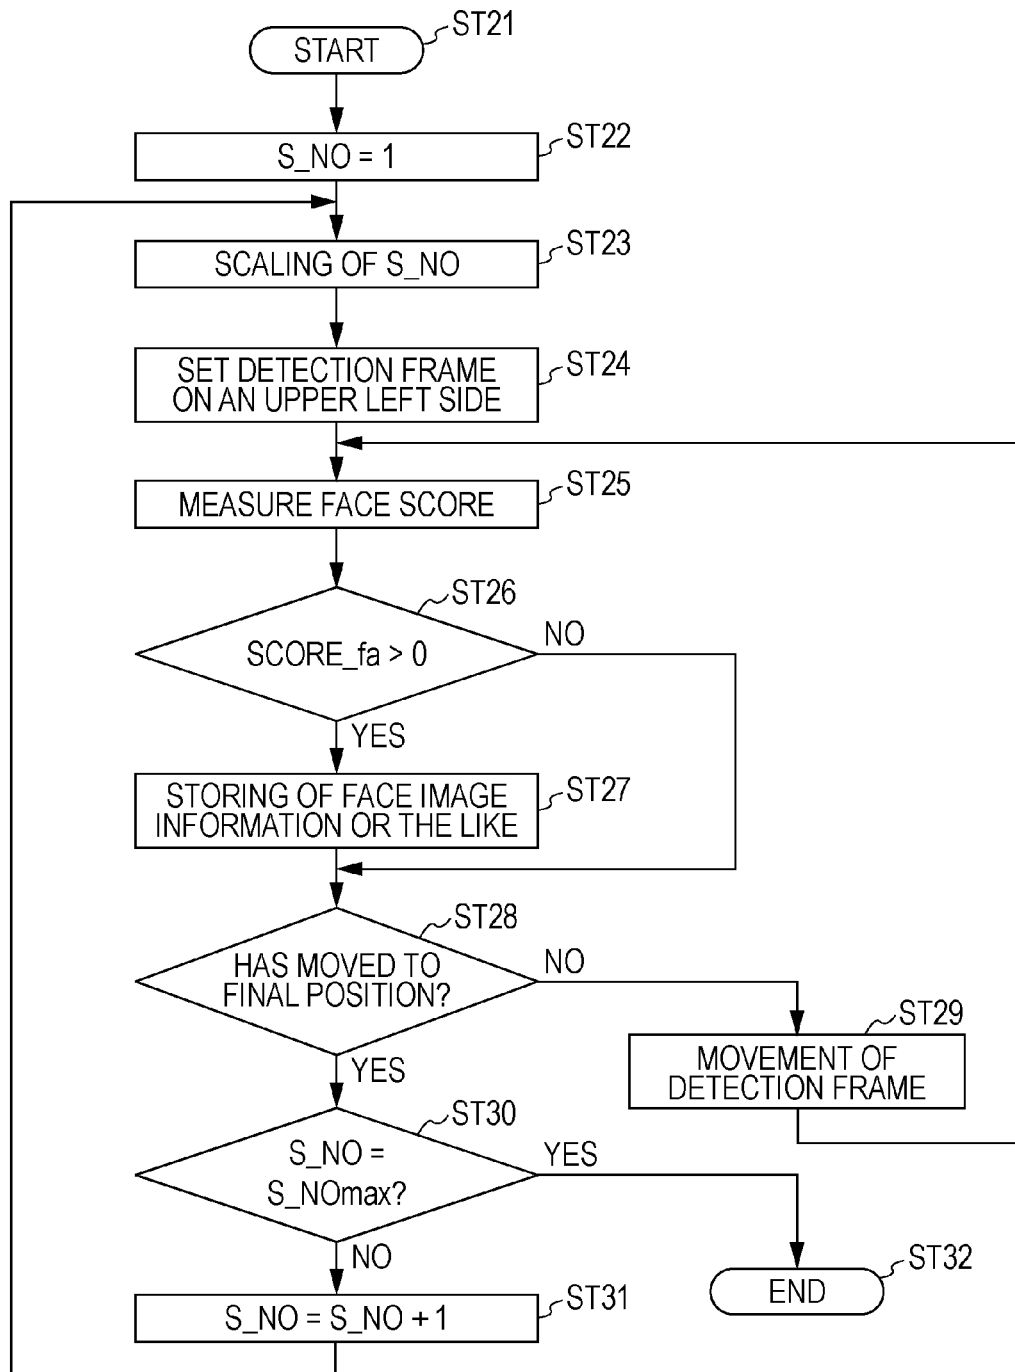 START
ST21
S_NO = 1
ST22
SCALING OF S_NO
ST23
SET DETECTION FRAME
ON AN UPPER LEFT SIDE
ST24
MEASURE FACE SCORE
ST25
SCORE_fa > 0
ST26
NO
YES
STORING OF FACE IMAGE
INFORMATION OR THE LIKE
ST27
HAS MOVED TO
FINAL POSITION?
ST28
NO
YES
MOVEMENT OF
DETECTION FRAME
ST29
S_NO =
S_NOmax?
ST30
YES
NO
END
ST32
S_NO = S_NO + 1
ST31